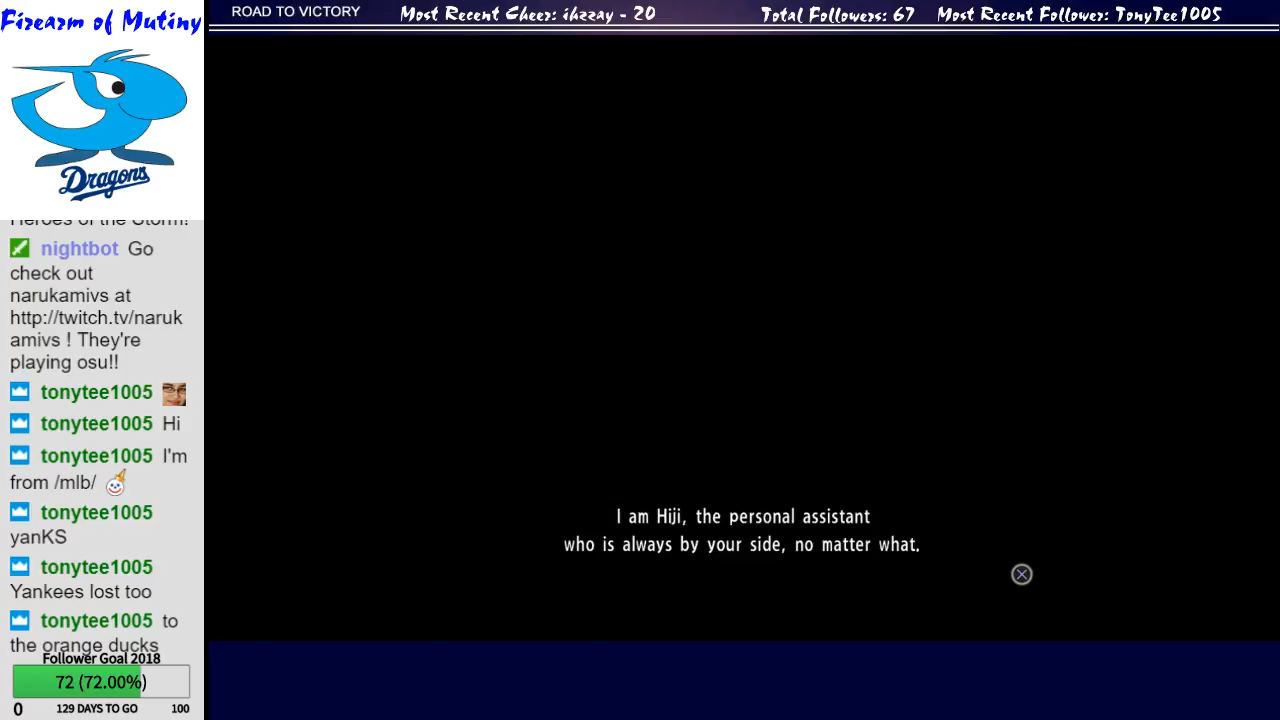 ROAD TO VICTORY
Most Recent Cheer: ihzzay - 20
Total Followers: 67
Most Recent Follower: TonyTee1005
Firearm of Mutiny
Dragons
Heroes of the Storm!
nightbot Go
check out
narukamivs at
http://twitch.tv/naruk
amivs ! They're
playing osu!!
tonytee1005
tonytee1005 Hi
tonytee1005 I'm
from /mlb/
tonytee1005
yanKS
tonytee1005
Yankees lost too
tonytee1005 to
the orange ducks
Follower Goal 2018
72 (72.00%)
0 129 DAYS TO GO 100
I am Hiji, the personal assistant
who is always by your side, no matter what.